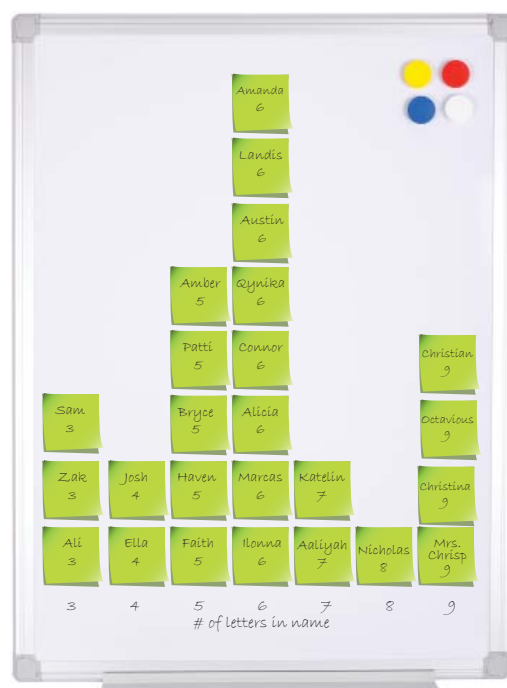 Amanda
6
Landis
6
Austin
6
Amber
5
Qynika
6
Patti
5
Connor
6
Christian
9
Sam
3
Bryce
5
Alicia
6
Octavious
9
Zak
3
Josh
4
Haven
5
Marcas
6
Katelin
7
Christina
9
Ali
3
Ella
4
Faith
5
Ilonna
6
Aaliyah
7
Nicholas
8
Mrs.
Chrisp
9
3 4 5 6 7 8 9
# of letters in name